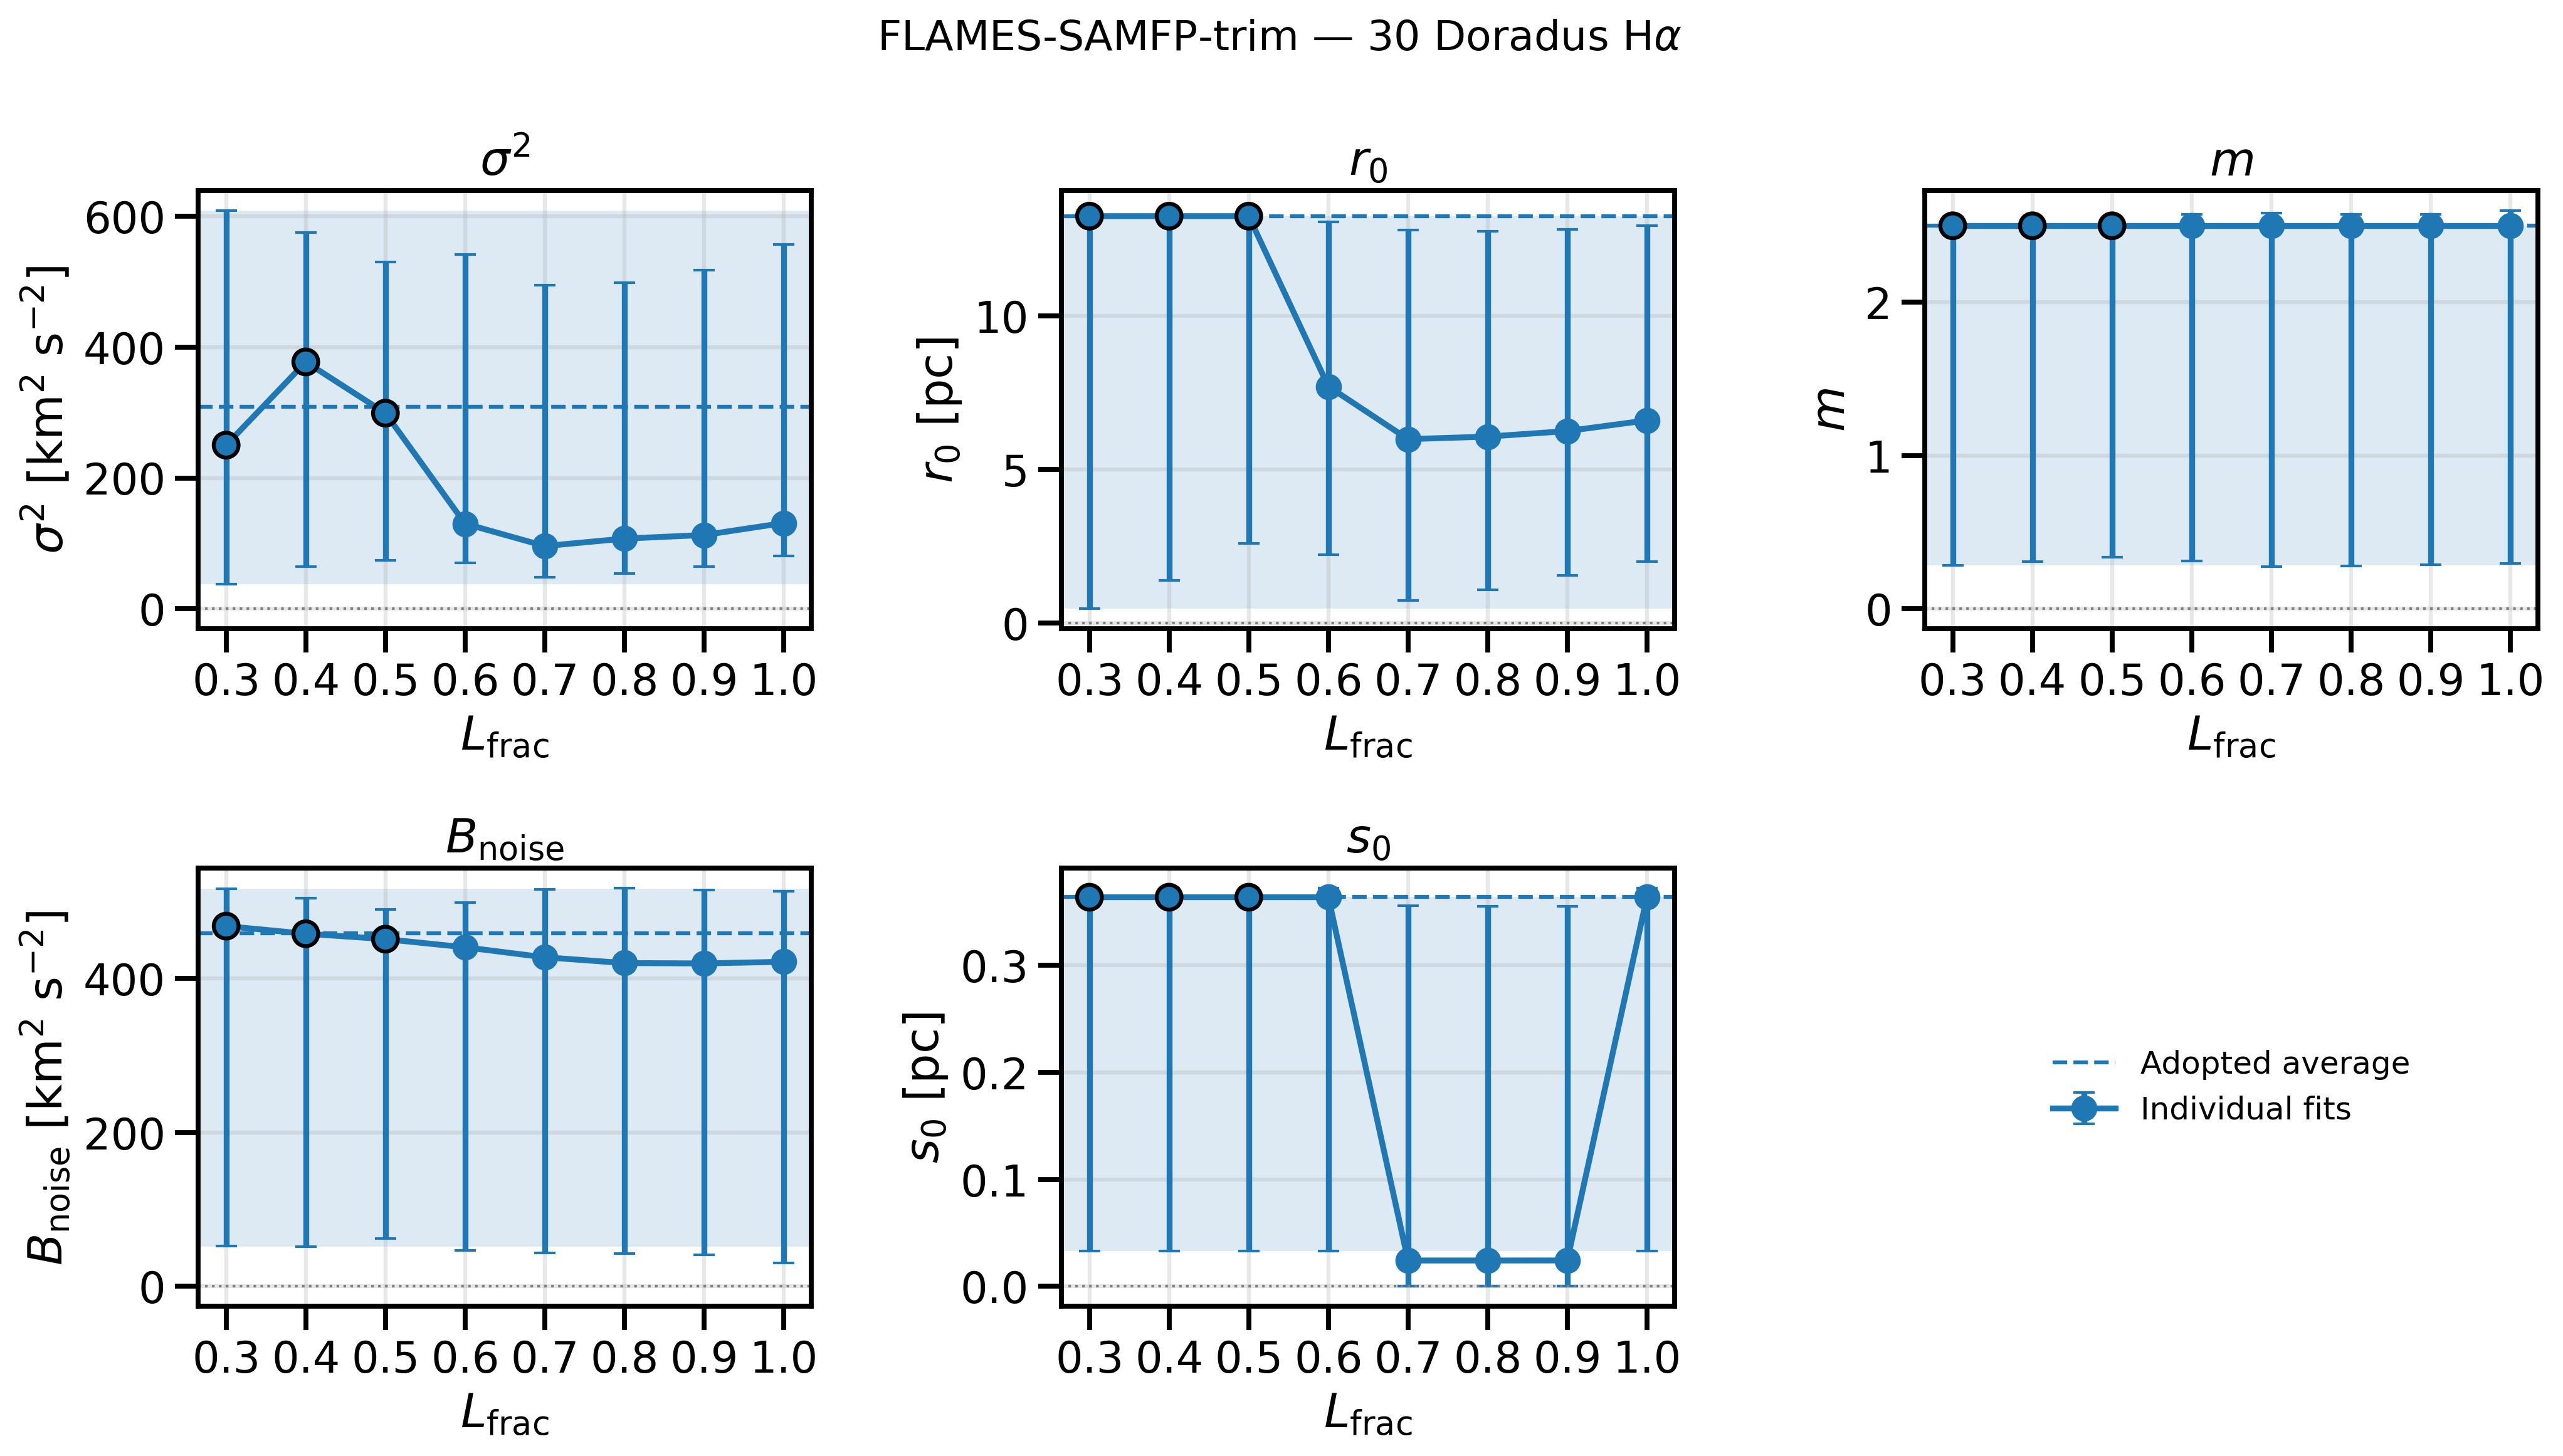 FLAMES-SAMFP-trim — 30 Doradus Hα
σ²
σ² [km² s⁻²]
600
400
200
0
0.3 0.4 0.5 0.6 0.7 0.8 0.9 1.0
L_frac
r₀
r₀ [pc]
10
5
0
0.3 0.4 0.5 0.6 0.7 0.8 0.9 1.0
L_frac
m
m
2
1
0
0.3 0.4 0.5 0.6 0.7 0.8 0.9 1.0
L_frac
B_noise
B_noise [km² s⁻²]
400
200
0
0.3 0.4 0.5 0.6 0.7 0.8 0.9 1.0
L_frac
s₀
s₀ [pc]
0.3
0.2
0.1
0.0
0.3 0.4 0.5 0.6 0.7 0.8 0.9 1.0
L_frac
Adopted average
Individual fits